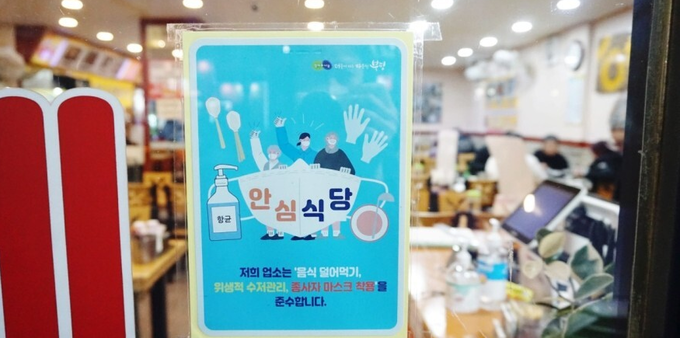 안심식당
항균
저희 업소는 '음식 덜어먹기,
위생적 수저관리, 종사자 마스크 착용'을
준수합니다.